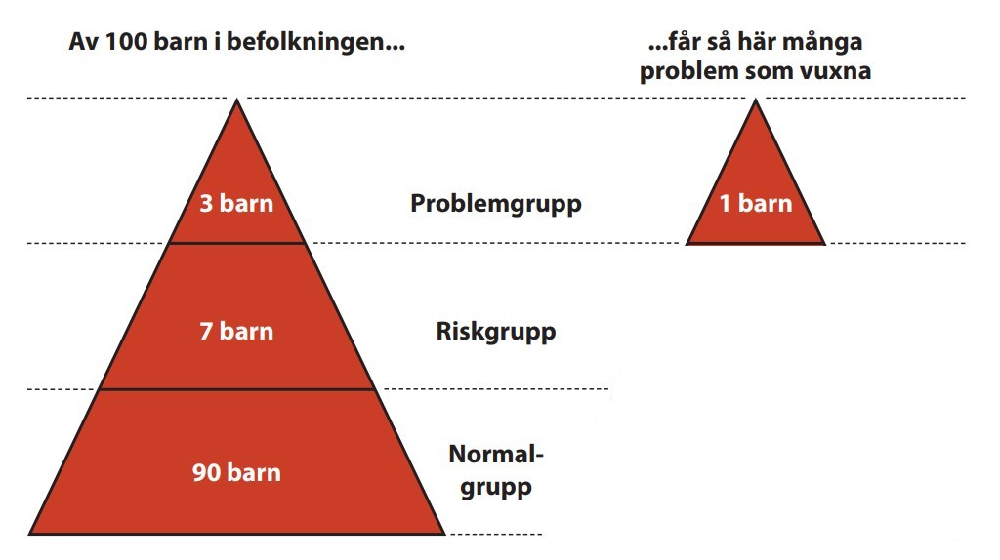 Av 100 barn i befolkningen...
...får så här många
problem som vuxna
3 barn
Problemgrupp
1 barn
7 barn
Riskgrupp
90 barn
Normal-
grupp